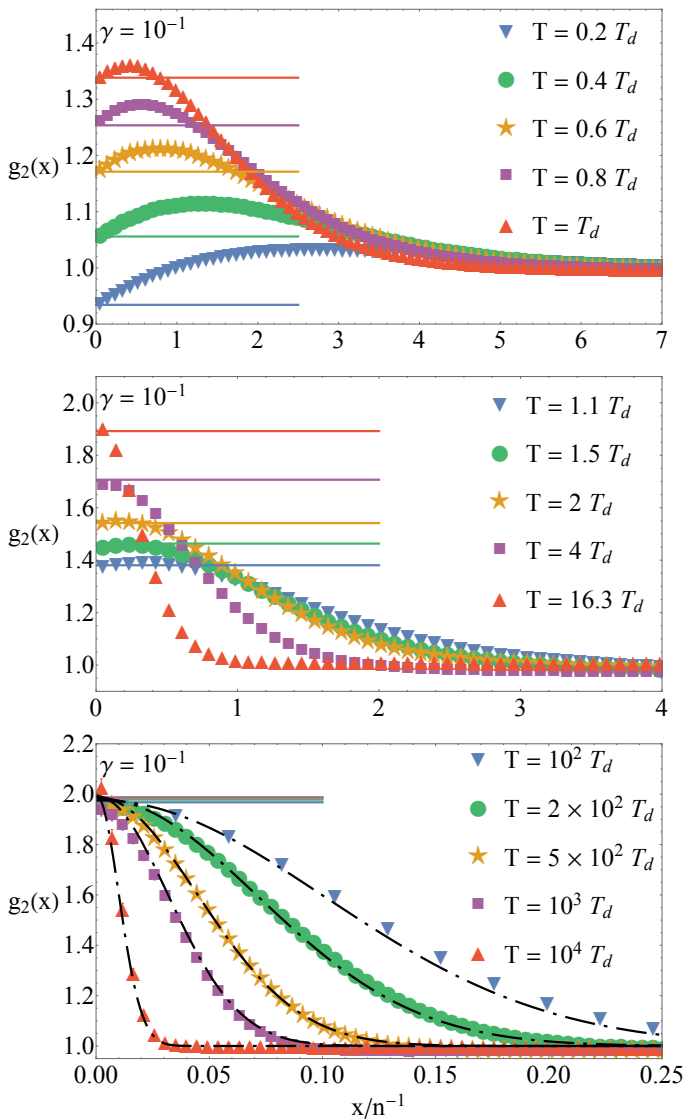 γ = 10⁻¹
T = 0.2 T_d
T = 0.4 T_d
T = 0.6 T_d
T = 0.8 T_d
T = T_d
g₂(x)
1.4
1.3
1.2
1.1
1.0
0.9
0 1 2 3 4 5 6 7
γ = 10⁻¹
T = 1.1 T_d
T = 1.5 T_d
T = 2 T_d
T = 4 T_d
T = 16.3 T_d
g₂(x)
2.0
1.8
1.6
1.4
1.2
1.0
0 1 2 3 4
γ = 10⁻¹
T = 10² T_d
T = 2 × 10² T_d
T = 5 × 10² T_d
T = 10³ T_d
T = 10⁴ T_d
g₂(x)
2.2
2.0
1.8
1.6
1.4
1.2
1.0
0.00 0.05 0.10 0.15 0.20 0.25
x/n⁻¹